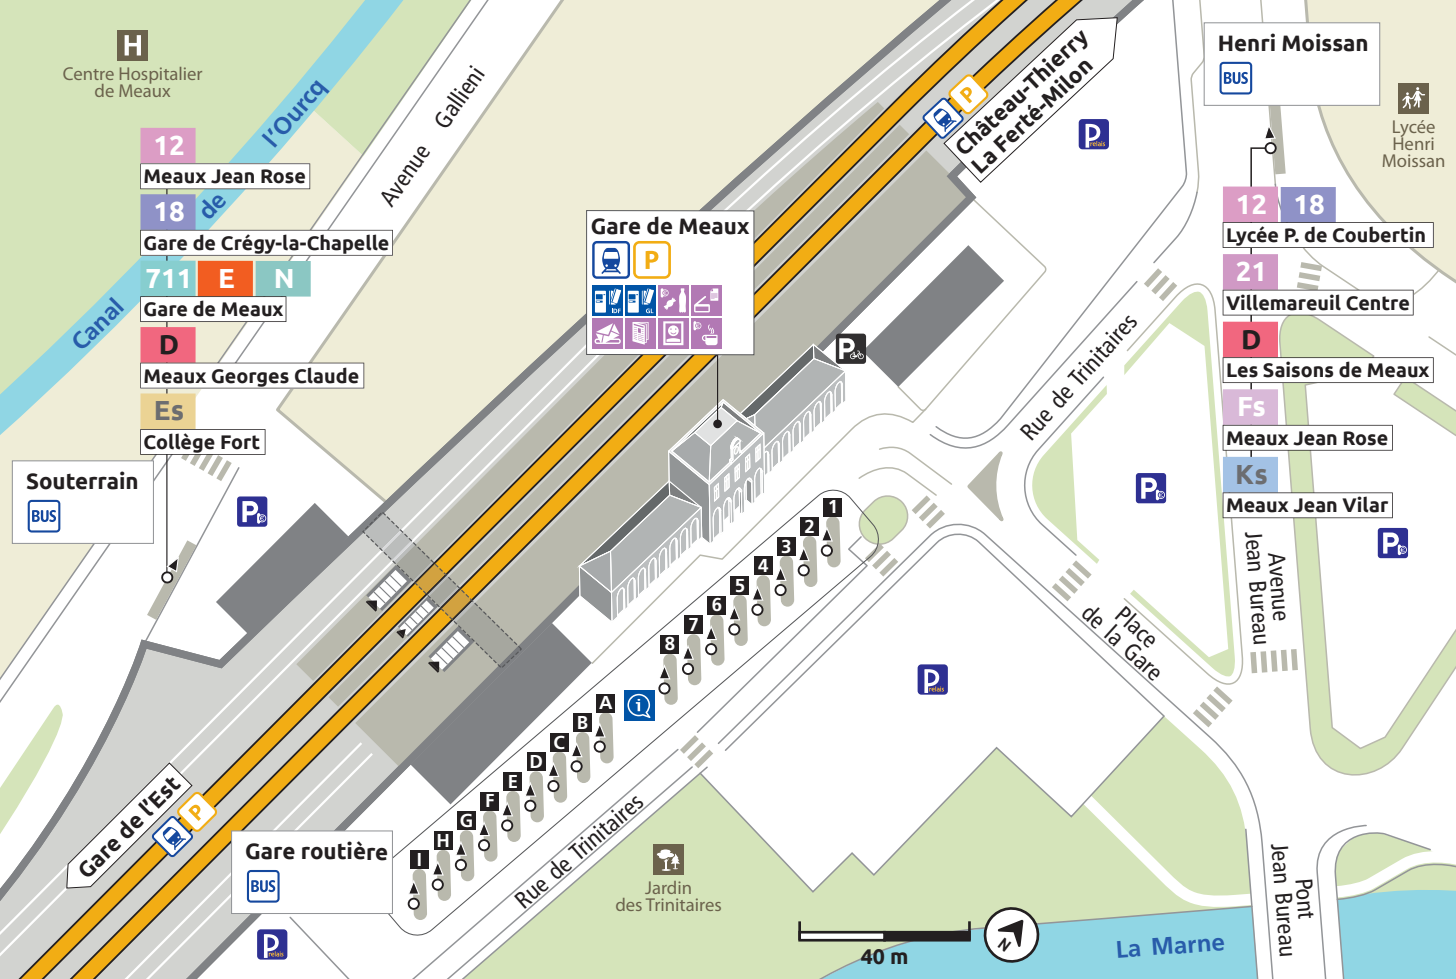 H
Centre Hospitalier
de Meaux
Canal
de
l'Ourcq
Avenue Gallieni
12
Meaux Jean Rose
18
Gare de Crégy-la-Chapelle
711 E N
Gare de Meaux
D
Meaux Georges Claude
Es
Collège Fort
Souterrain
BUS
P
Gare de Meaux
P
IDF
GL
P
Château-Thierry
La Ferté-Milon
P
relais
Henri Moissan
BUS
Lycée
Henri
Moissan
12 18
Lycée P. de Coubertin
21
Villemareuil Centre
D
Les Saisons de Meaux
Fs
Meaux Jean Rose
Ks
Meaux Jean Vilar
P
Rue de Trinitaires
P
P
Avenue
Jean Bureau
Place
de la Gare
1
2
3
4
5
6
7
8
i
A
B
C
D
E
F
G
H
I
P
relais
Gare de l'Est
P
Gare routière
BUS
P
relais
Rue de Trinitaires
Jardin
des Trinitaires
40 m
N
La Marne
Pont
Jean Bureau